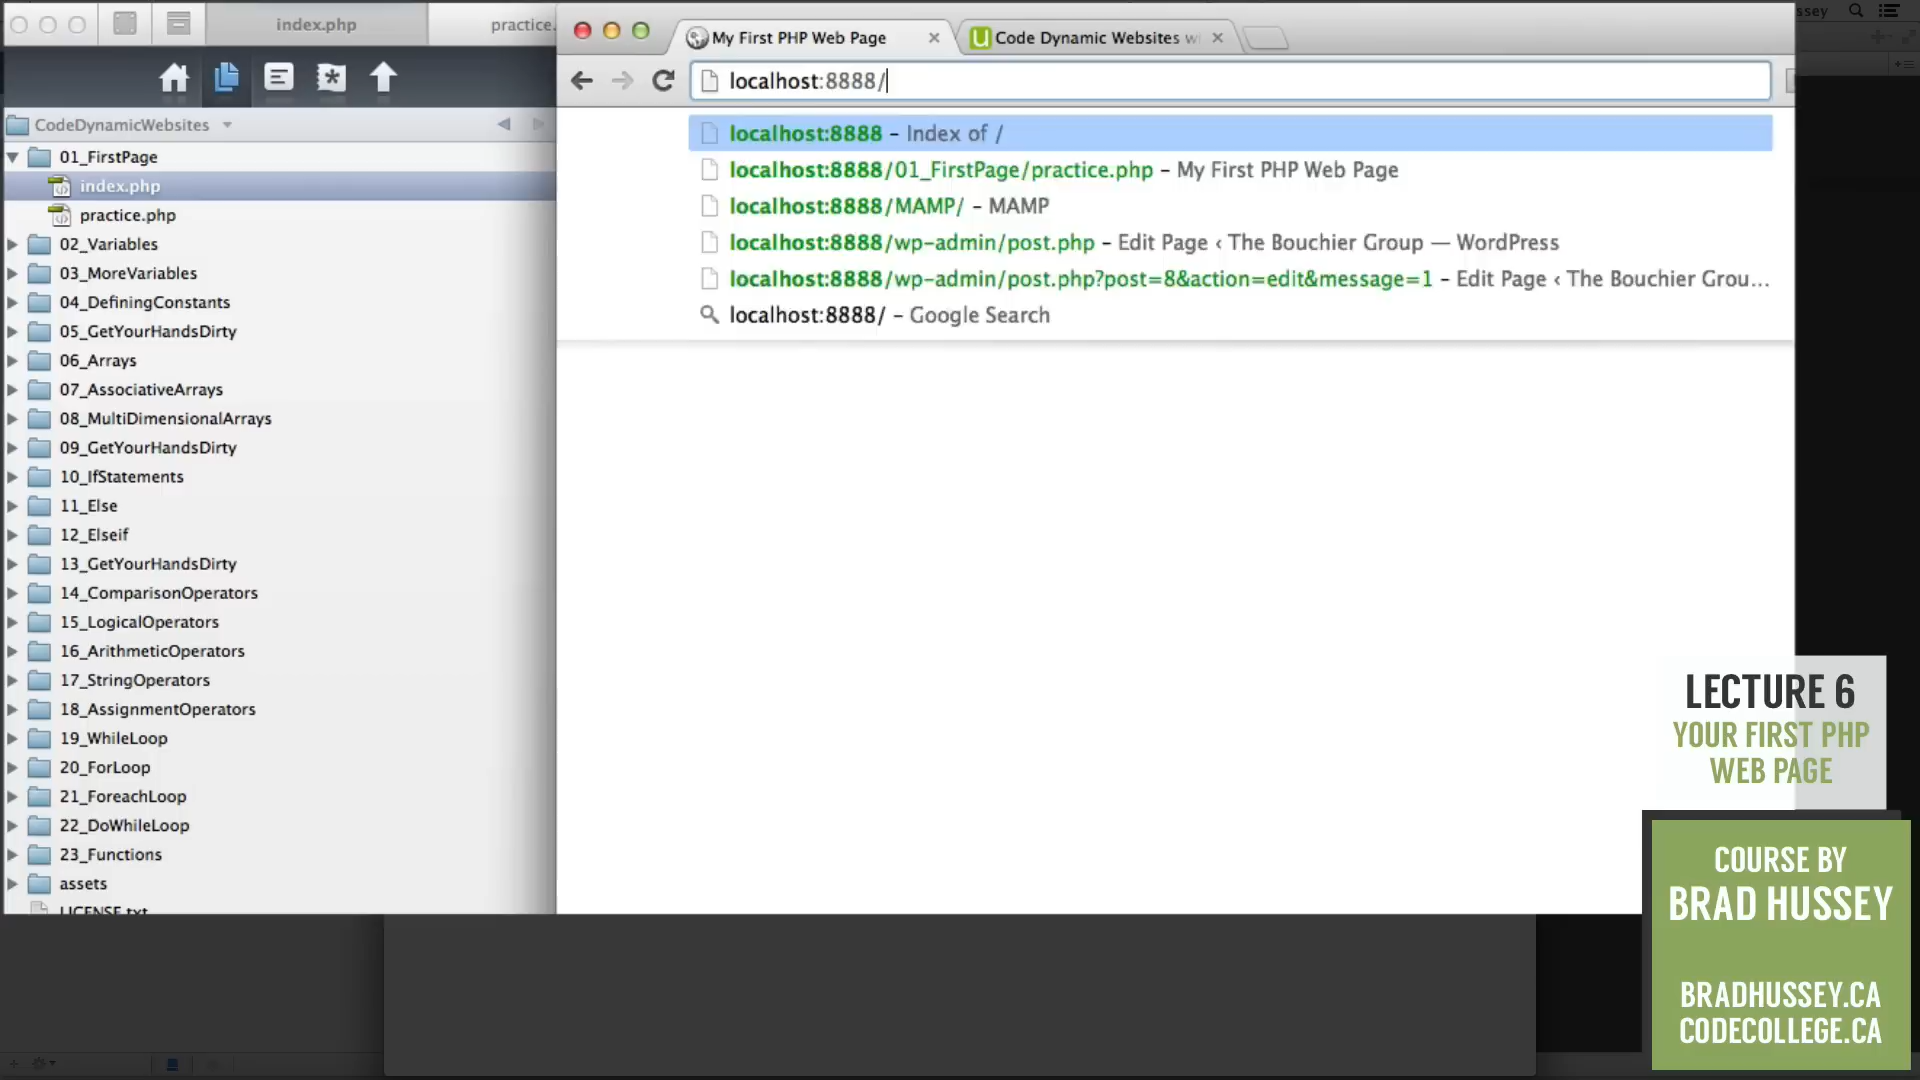 index.php
practice.
My First PHP Web Page
Code Dynamic Websites wi
ssey
localhost:8888/
CodeDynamicWebsites
01_FirstPage
index.php
practice.php
02_Variables
03_MoreVariables
04_DefiningConstants
05_GetYourHandsDirty
06_Arrays
07_AssociativeArrays
08_MultiDimensionalArrays
09_GetYourHandsDirty
10_IfStatements
11_Else
12_Elseif
13_GetYourHandsDirty
14_ComparisonOperators
15_LogicalOperators
16_ArithmeticOperators
17_StringOperators
18_AssignmentOperators
19_WhileLoop
20_ForLoop
21_ForeachLoop
22_DoWhileLoop
23_Functions
assets
LICENSE.txt
localhost:8888 – Index of /
localhost:8888/01_FirstPage/practice.php – My First PHP Web Page
localhost:8888/MAMP/ – MAMP
localhost:8888/wp-admin/post.php – Edit Page ‹ The Bouchier Group — WordPress
localhost:8888/wp-admin/post.php?post=8&action=edit&message=1 – Edit Page ‹ The Bouchier Grou...
localhost:8888/ – Google Search
LECTURE 6
YOUR FIRST PHP
WEB PAGE
COURSE BY
BRAD HUSSEY
BRADHUSSEY.CA
CODECOLLEGE.CA